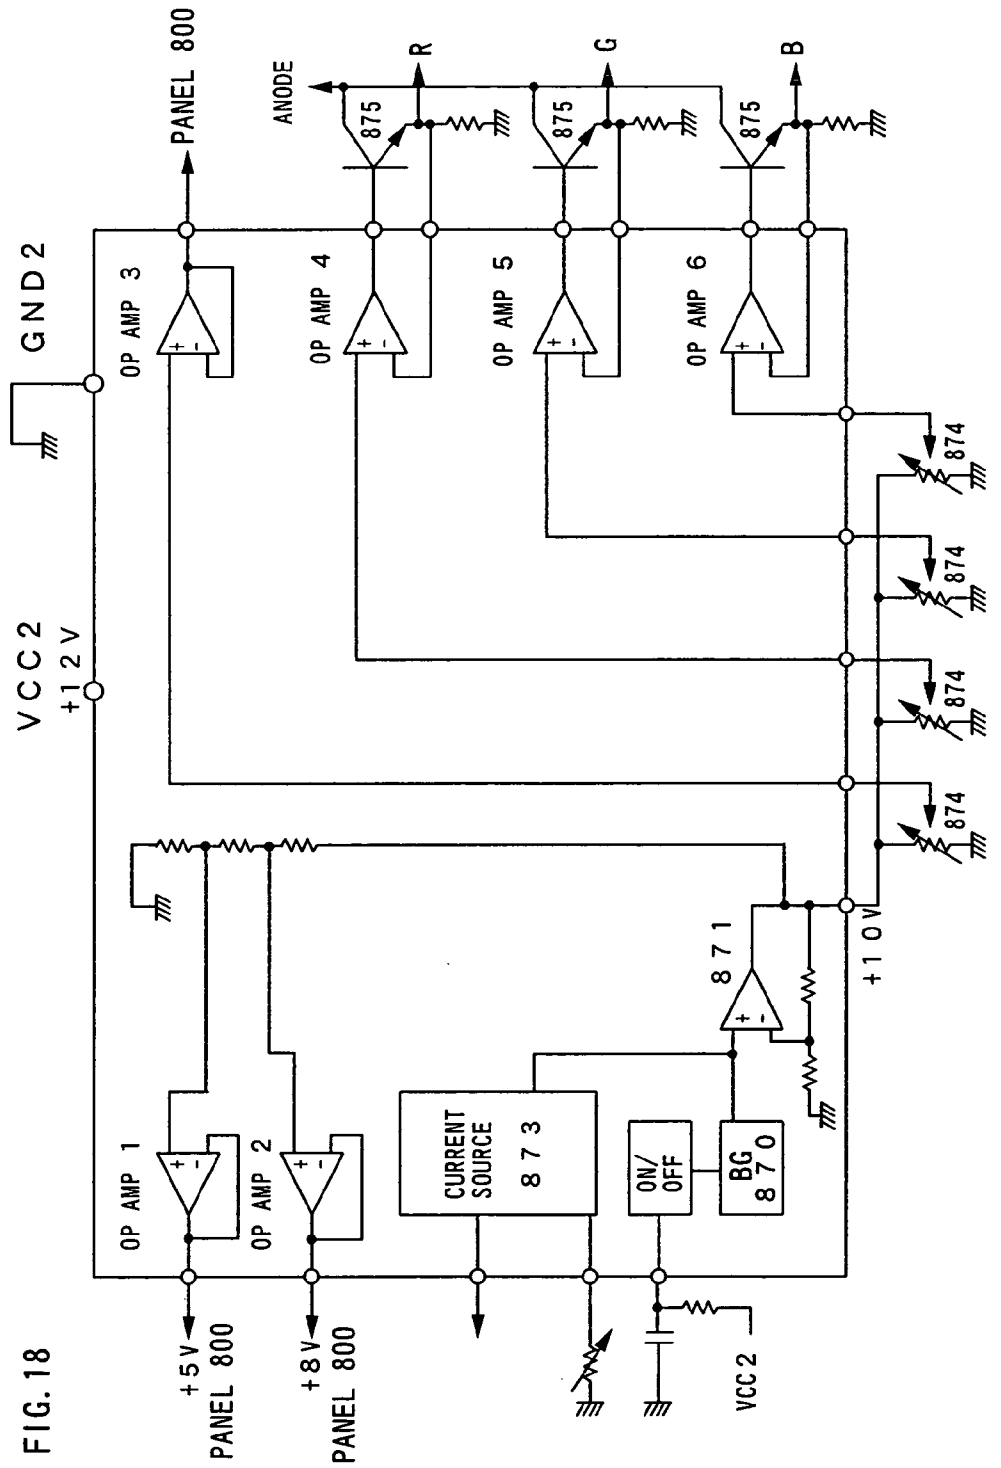 FIG. 18
VCC2
+12V
GND2
+5V
PANEL 800
OP AMP 1
+
-
+8V
PANEL 800
OP AMP 2
+
-
OP AMP 3
+
-
PANEL 800
ANODE
OP AMP 4
+
-
875
R
OP AMP 5
+
-
875
G
OP AMP 6
+
-
875
B
CURRENT
SOURCE
873
ON/
OFF
BG
870
871
+
-
VCC2
+10V
874
874
874
874